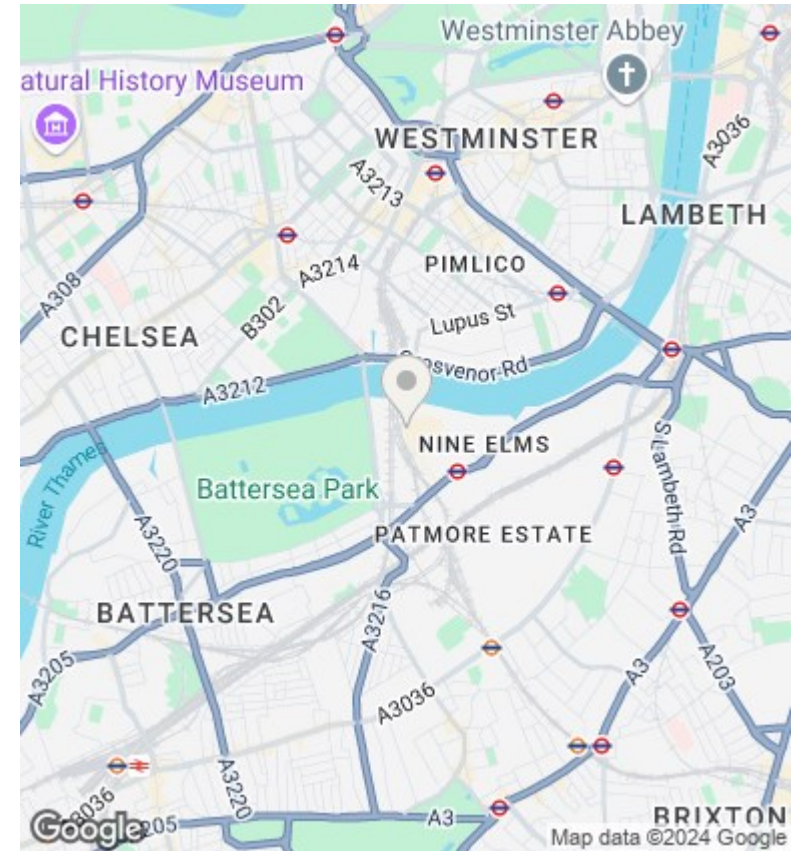 Westminster Abbey
atural History Museum
WESTMINSTER
A3036
A3213
LAMBETH
PIMLICO
A3214
A308
B302
Lupus St
CHELSEA
Grosvenor Rd
A3212
NINE ELMS
S Lambeth Rd
River Thames
Battersea Park
A3
A3220
PATMORE ESTATE
BATTERSEA
A3216
A3205
A3
A203
A3036
A3220
A3036
Google
A3
BRIXTON
205
Map data ©2024 Google